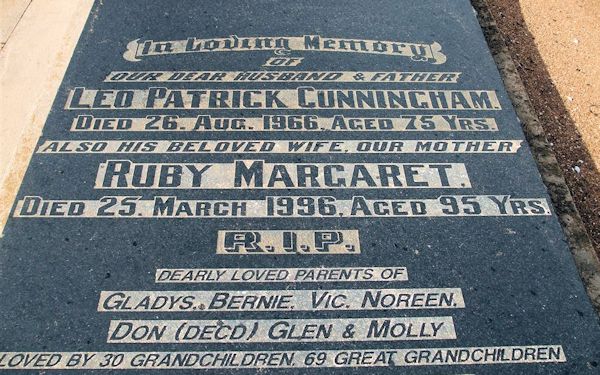 In Loving Memory
OF
OUR DEAR HUSBAND & FATHER
LEO PATRICK CUNNINGHAM.
DIED 26. AUG. 1966. AGED 75 YRS.
ALSO HIS BELOVED WIFE, OUR MOTHER
RUBY MARGARET.
DIED 25. MARCH 1996. AGED 95 YRS
R.I.P.
DEARLY LOVED PARENTS OF
GLADYS, BERNIE, VIC, NOREEN,
DON (DECD) GLEN & MOLLY
LOVED BY 30 GRANDCHILDREN, 69 GREAT GRANDCHILDREN